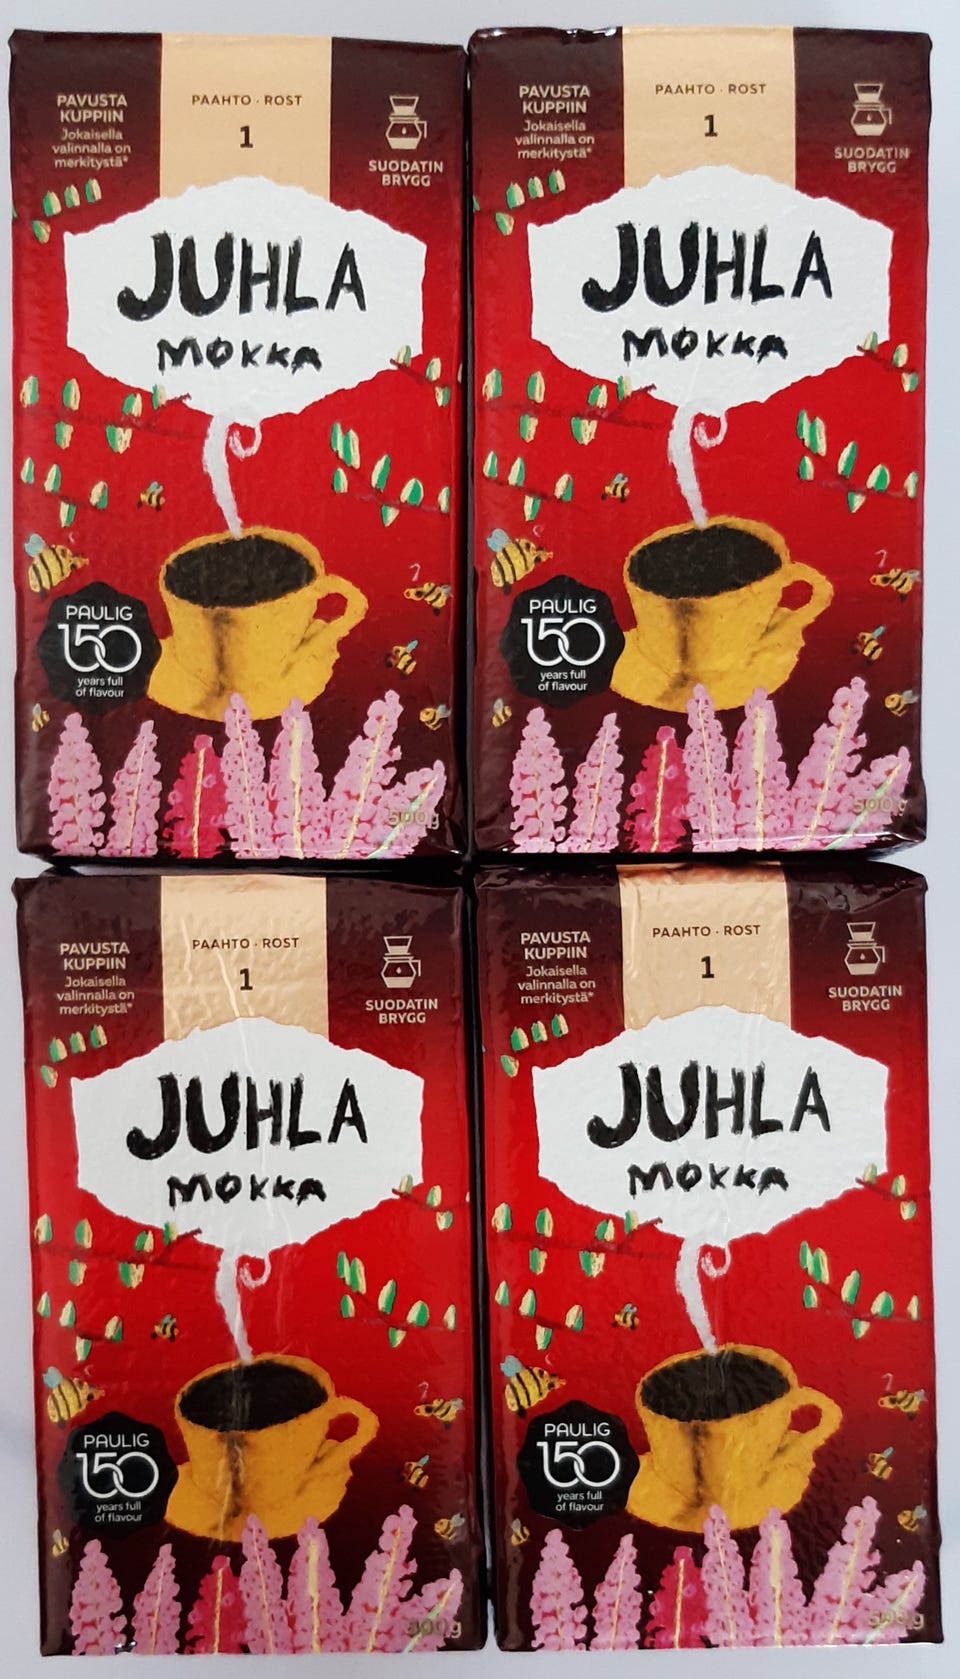 PAVUSTA
KUPPIIN
Jokaisella
valinnalla on
merkitystä*
PAAHTO · ROST
1
SUODATIN
BRYGG
JUHLA
MOKKA
PAULIG
150
years full
of flavour
500g
PAVUSTA
KUPPIIN
Jokaisella
valinnalla on
merkitystä*
PAAHTO · ROST
1
SUODATIN
BRYGG
JUHLA
MOKKA
PAULIG
150
years full
of flavour
500g
PAVUSTA
KUPPIIN
Jokaisella
valinnalla on
merkitystä*
PAAHTO · ROST
1
SUODATIN
BRYGG
JUHLA
MOKKA
PAULIG
150
years full
of flavour
500g
PAVUSTA
KUPPIIN
Jokaisella
valinnalla on
merkitystä*
PAAHTO · ROST
1
SUODATIN
BRYGG
JUHLA
MOKKA
PAULIG
150
years full
of flavour
500g